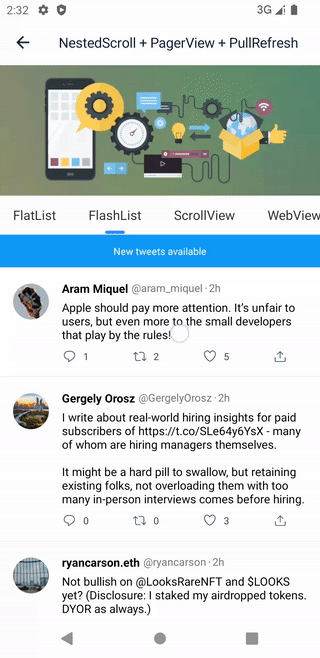 2:32
3G
NestedScroll + PagerView + PullRefresh
FlatList FlashList ScrollView WebView
New tweets available
Aram Miquel @aram_miquel · 2h
Apple should pay more attention. It's unfair to
users, but even more to the small developers
that play by the rules!
1 2 5
Gergely Orosz @GergelyOrosz · 2h
I write about real-world hiring insights for paid
subscribers of https://t.co/SLe64y6YsX - many
of whom are hiring managers themselves.
It might be a hard pill to swallow, but retaining
existing folks, not overloading them with too
many in-person interviews comes before hiring.
0 0 3
ryancarson.eth @ryancarson · 2h
Not bullish on @LooksRareNFT and $LOOKS
yet? (Disclosure: I staked my airdropped tokens.
DYOR as always.)